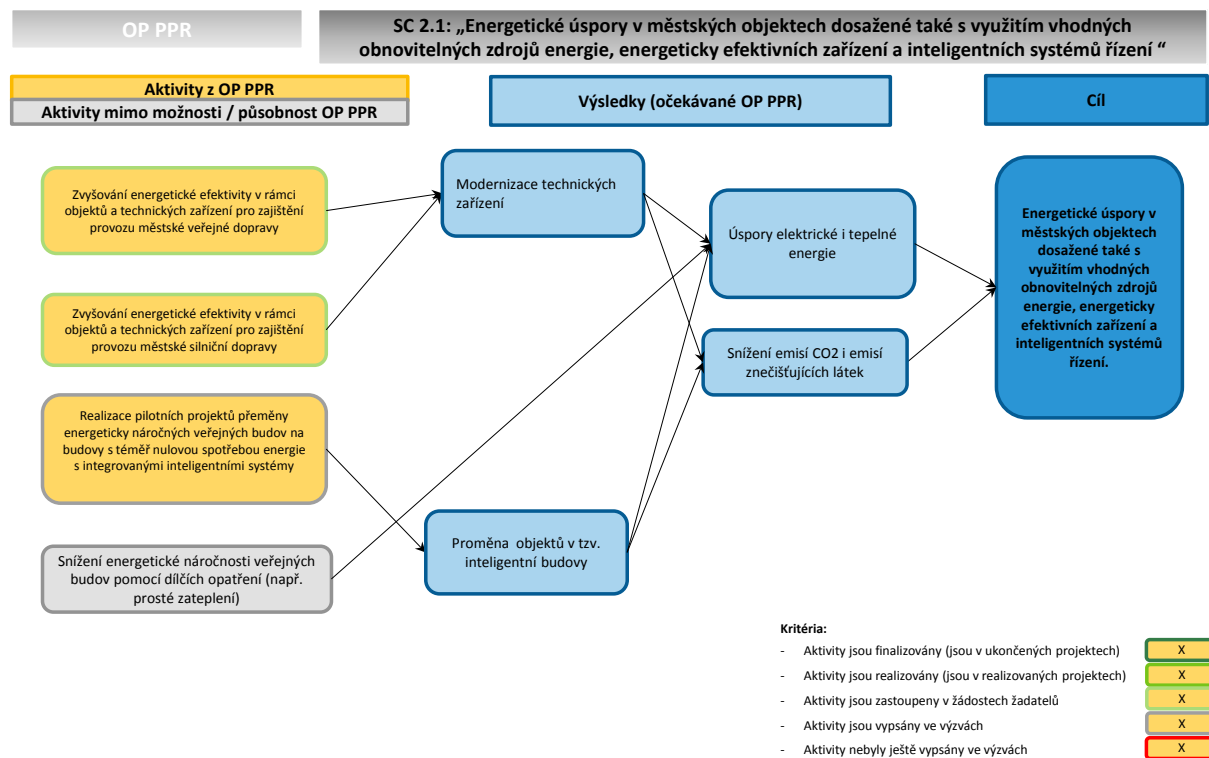 OP PPR
SC 2.1: „Energetické úspory v městských objektech dosažené také s využitím vhodných
obnovitelných zdrojů energie, energeticky efektivních zařízení a inteligentních systémů řízení “
Aktivity z OP PPR
Aktivity mimo možnosti / působnost OP PPR
Výsledky (očekávané OP PPR)
Cíl
Zvyšování energetické efektivity v rámci
objektů a technických zařízení pro zajištění
provozu městské veřejné dopravy
Zvyšování energetické efektivity v rámci
objektů a technických zařízení pro zajištění
provozu městské silniční dopravy
Realizace pilotních projektů přeměny
energeticky náročných veřejných budov na
budovy s téměř nulovou spotřebou energie
s integrovanými inteligentními systémy
Snížení energetické náročnosti veřejných
budov pomocí dílčích opatření (např.
prosté zateplení)
Modernizace technických
zařízení
Proměna objektů v tzv.
inteligentní budovy
Úspory elektrické i tepelné
energie
Snížení emisí CO2 i emisí
znečišťujících látek
Energetické úspory v
městských objektech
dosažené také s
využitím vhodných
obnovitelných zdrojů
energie, energeticky
efektivních zařízení a
inteligentních systémů
řízení.
Kritéria:
- Aktivity jsou finalizovány (jsou v ukončených projektech) X
- Aktivity jsou realizovány (jsou v realizovaných projektech) X
- Aktivity jsou zastoupeny v žádostech žadatelů X
- Aktivity jsou vypsány ve výzvách X
- Aktivity nebyly ještě vypsány ve výzvách X